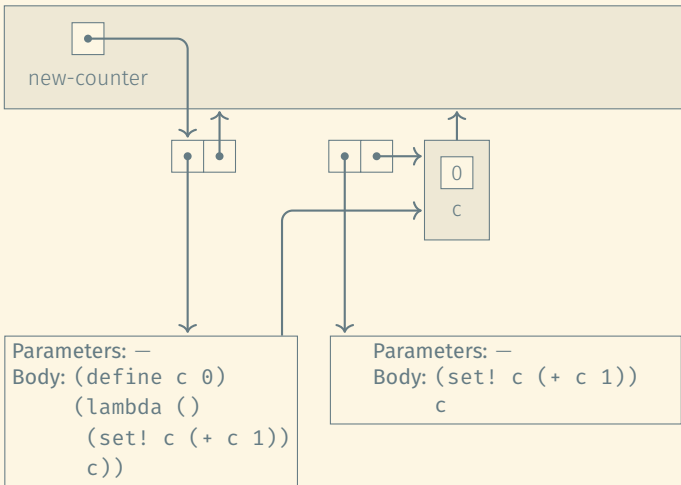 new-counter
0
c
Parameters: —
Body: (define c 0)
(lambda ()
(set! c (+ c 1))
c))
Parameters: —
Body: (set! c (+ c 1))
c